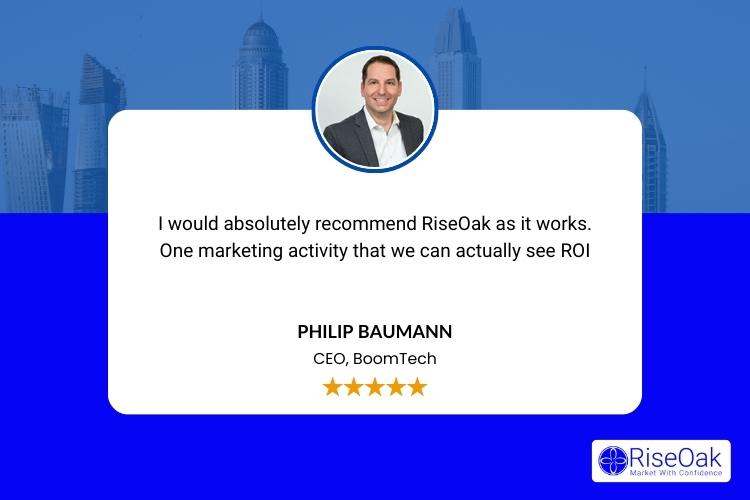 I would absolutely recommend RiseOak as it works.
One marketing activity that we can actually see ROI
PHILIP BAUMANN
CEO, BoomTech
RiseOak
Market With Confidence